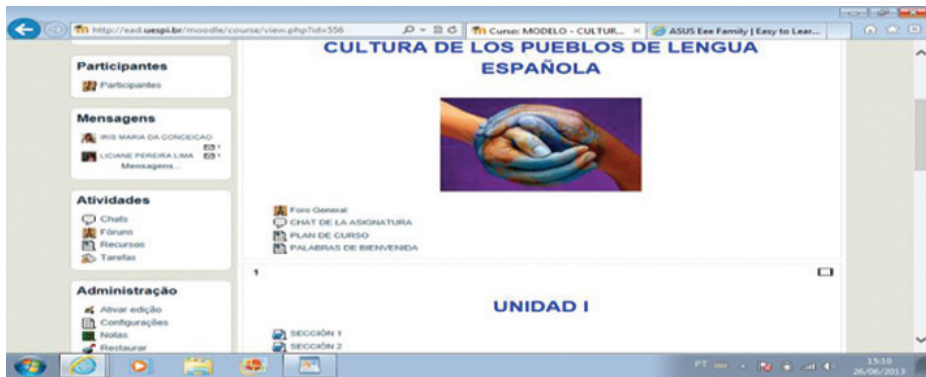 http://ead.uespi.br/moodle/course/view.php?id=556
Curso: MODELO - CULTUR...
ASUS Eee Family | Easy to Lear...
Participantes
Participantes
Mensagens
IRIS MARIA DA CONCEICAO
1
LICIANE PEREIRA LIMA
1
Mensagens...
Atividades
Chats
Fóruns
Recursos
Tarefas
Administração
Ativar edição
Configurações
Notas
Restaurar
CULTURA DE LOS PUEBLOS DE LENGUA
ESPAÑOLA
Foro General
CHAT DE LA ASIGNATURA
PLAN DE CURSO
PALABRAS DE BIENVENIDA
1
UNIDAD I
SECCIÓN 1
SECCIÓN 2
PT
15:10
26/06/2013